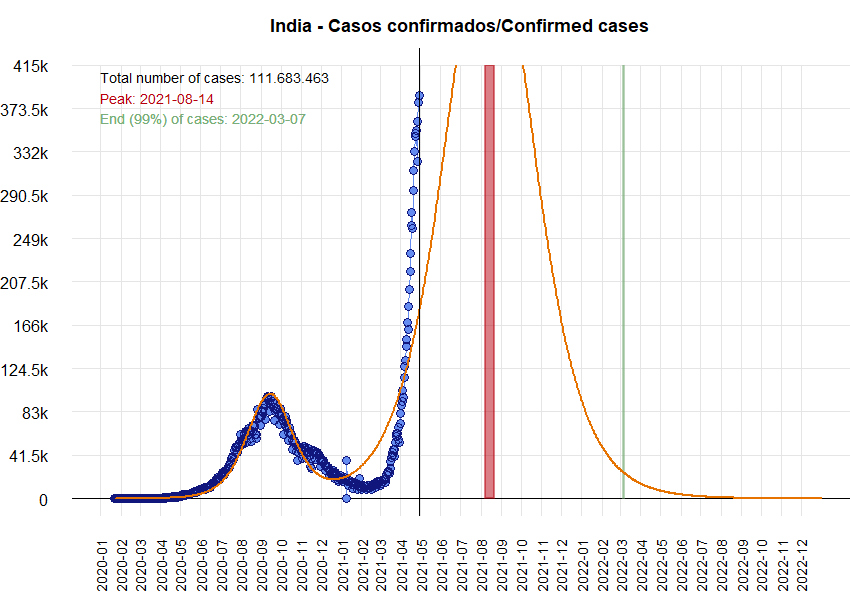 India - Casos confirmados/Confirmed cases
415k
373.5k
332k
290.5k
249k
207.5k
166k
124.5k
83k
41.5k
0
Total number of cases: 111.683.463
Peak: 2021-08-14
End (99%) of cases: 2022-03-07
2020-01
2020-02
2020-03
2020-04
2020-05
2020-06
2020-07
2020-08
2020-09
2020-10
2020-11
2020-12
2021-01
2021-02
2021-03
2021-04
2021-05
2021-06
2021-07
2021-08
2021-09
2021-10
2021-11
2021-12
2022-01
2022-02
2022-03
2022-04
2022-05
2022-06
2022-07
2022-08
2022-09
2022-10
2022-11
2022-12